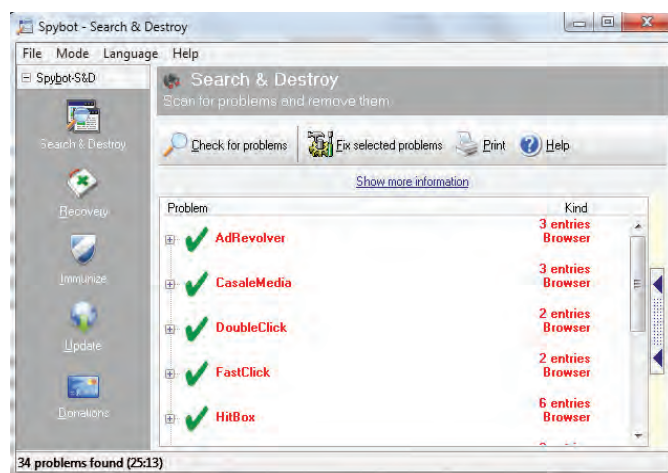 Spybot - Search & Destroy
File Mode Language Help
Spybot-S&D
Search & Destroy
Recovery
Immunize
Update
Donations
Search & Destroy
Scan for problems and remove them
Check for problems
Fix selected problems
Print
Help
Show more information
Problem Kind
AdRevolver 3 entries
Browser
CasaleMedia 3 entries
Browser
DoubleClick 2 entries
Browser
FastClick 2 entries
Browser
HitBox 6 entries
Browser
34 problems found (25:13)